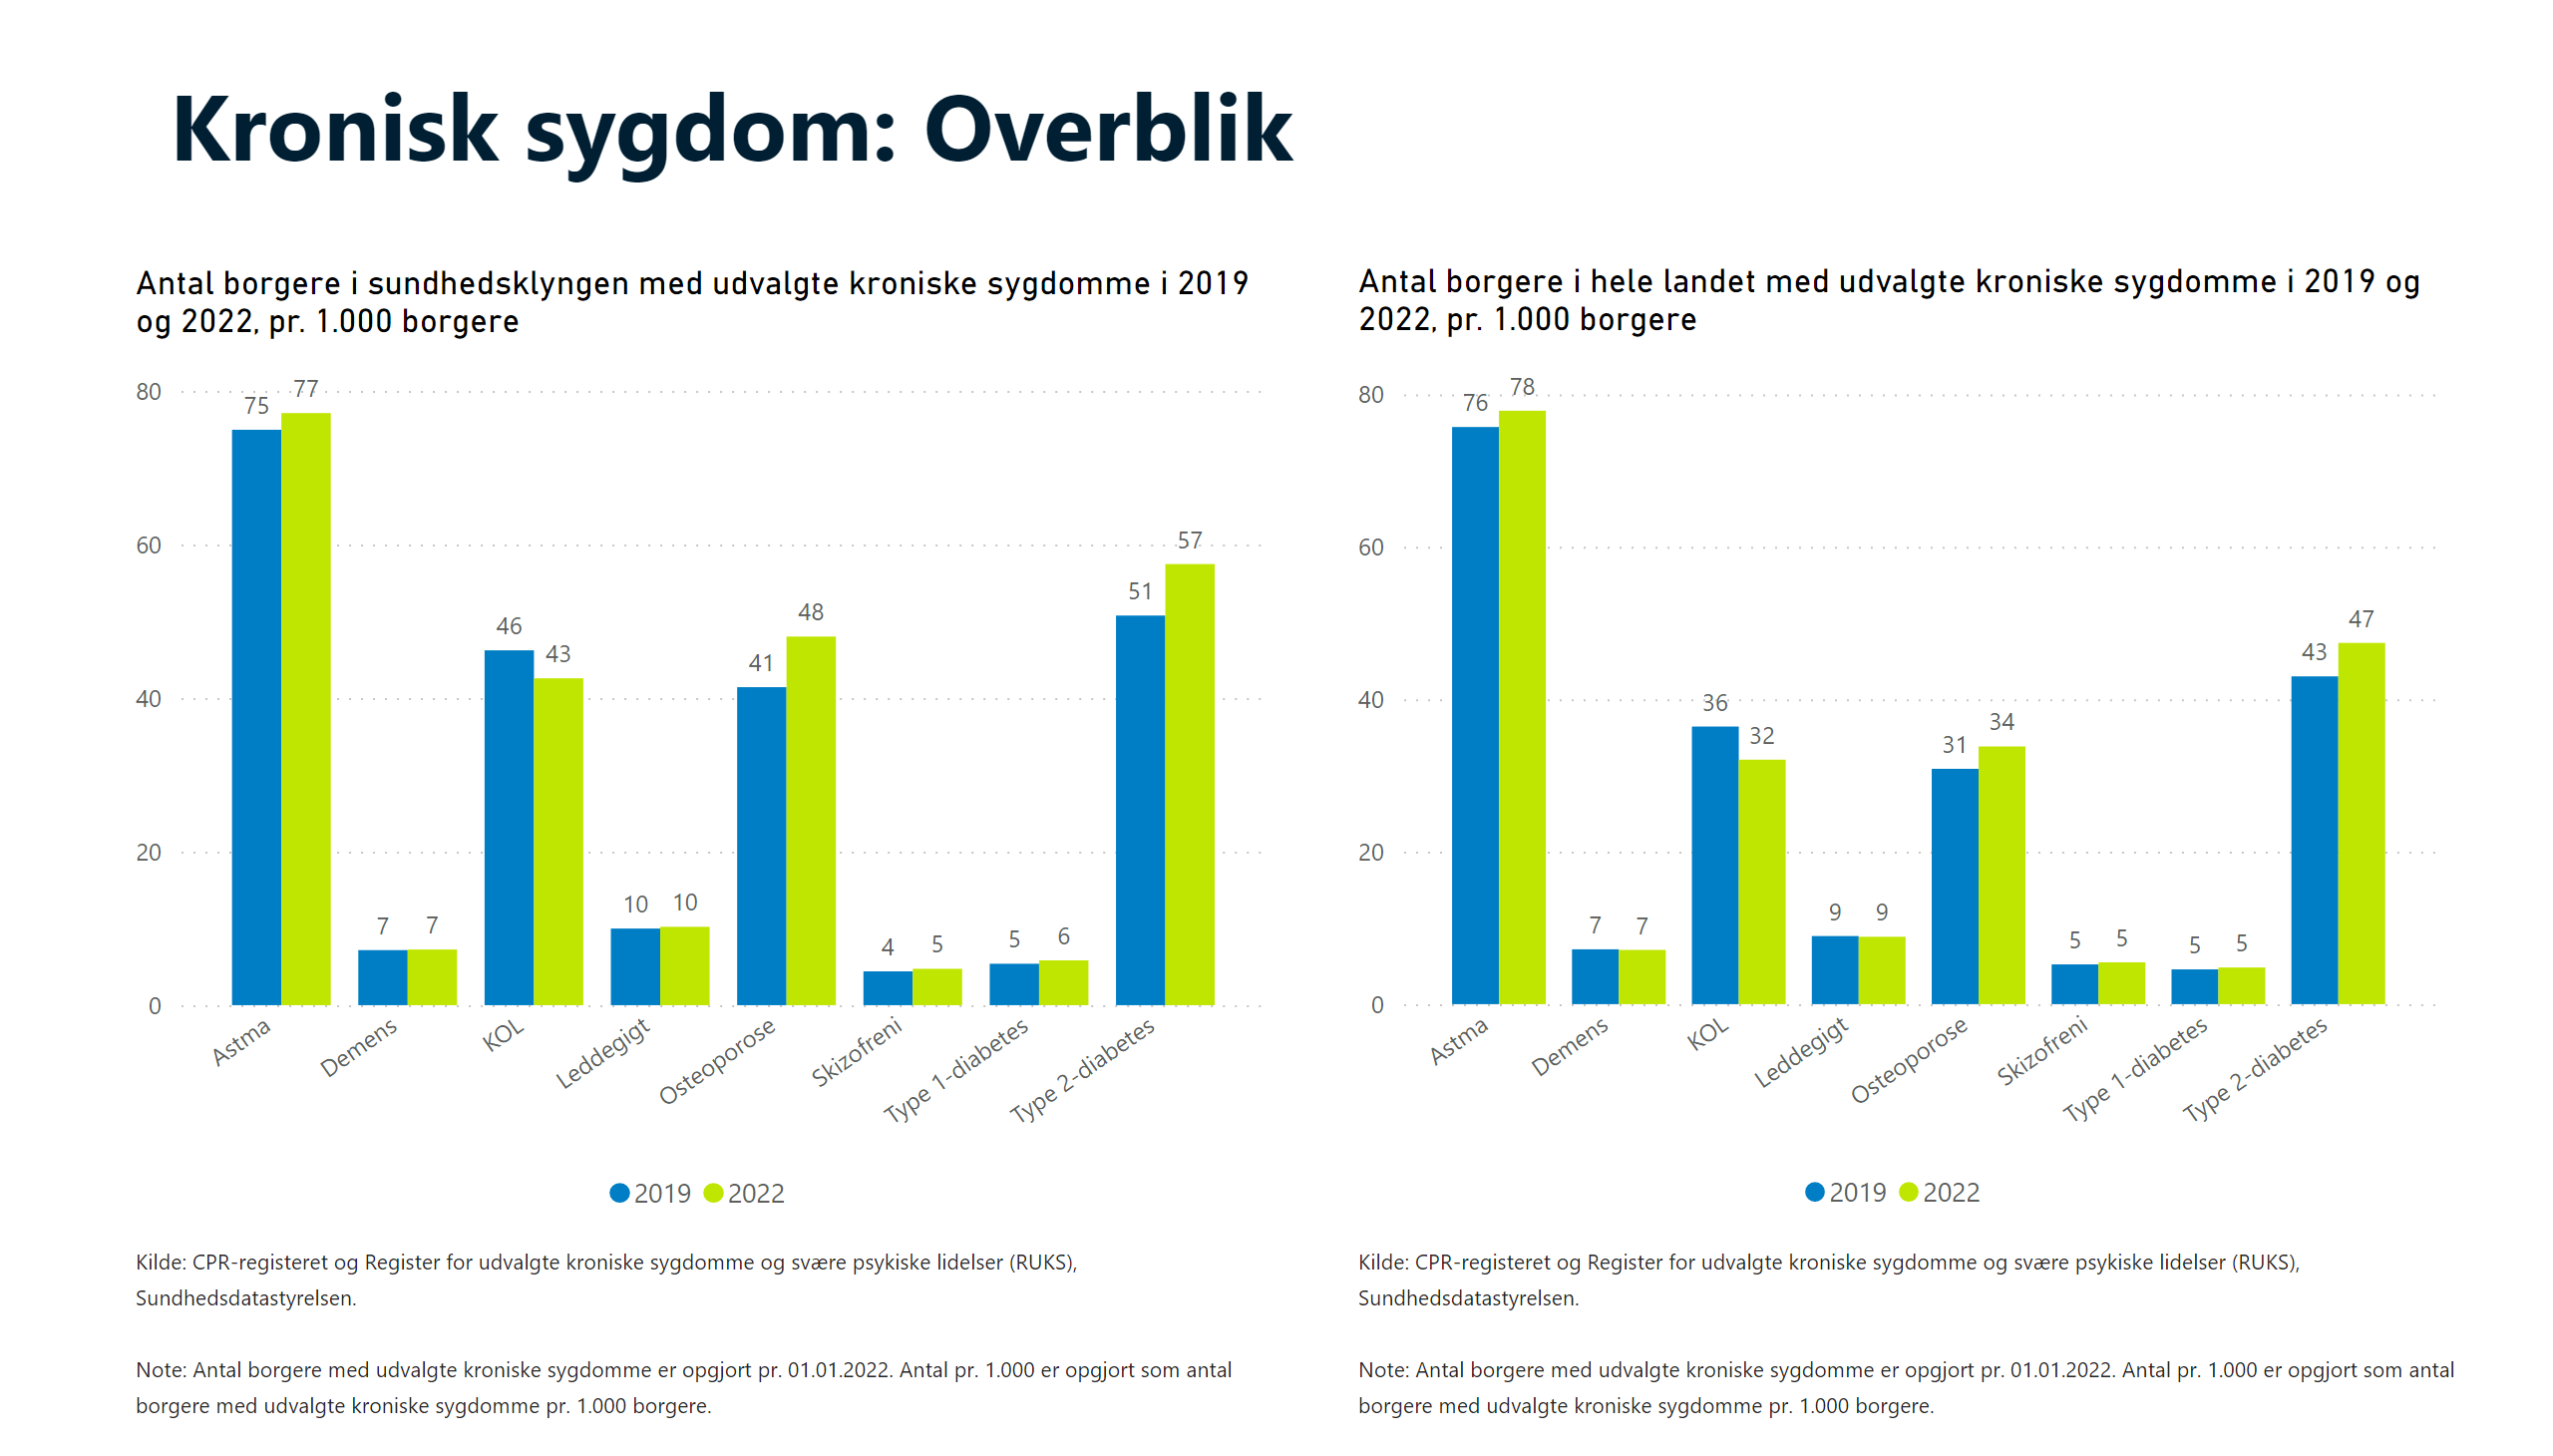 Kronisk sygdom: Overblik
Antal borgere i sundhedsklyngen med udvalgte kroniske sygdomme i 2019
og 2022, pr. 1.000 borgere
80
60
40
20
0
75
77
7
7
46
43
10
10
41
48
4
5
5
6
51
57
Astma
Demens
KOL
Leddegigt
Osteoporose
Skizofreni
Type 1-diabetes
Type 2-diabetes
2019 2022
Kilde: CPR-registeret og Register for udvalgte kroniske sygdomme og svære psykiske lidelser (RUKS),
Sundhedsdatastyrelsen.
Note: Antal borgere med udvalgte kroniske sygdomme er opgjort pr. 01.01.2022. Antal pr. 1.000 er opgjort som antal
borgere med udvalgte kroniske sygdomme pr. 1.000 borgere.
Antal borgere i hele landet med udvalgte kroniske sygdomme i 2019 og
2022, pr. 1.000 borgere
80
60
40
20
0
76
78
7
7
36
32
9
9
31
34
5
5
5
5
43
47
Astma
Demens
KOL
Leddegigt
Osteoporose
Skizofreni
Type 1-diabetes
Type 2-diabetes
2019 2022
Kilde: CPR-registeret og Register for udvalgte kroniske sygdomme og svære psykiske lidelser (RUKS),
Sundhedsdatastyrelsen.
Note: Antal borgere med udvalgte kroniske sygdomme er opgjort pr. 01.01.2022. Antal pr. 1.000 er opgjort som antal
borgere med udvalgte kroniske sygdomme pr. 1.000 borgere.